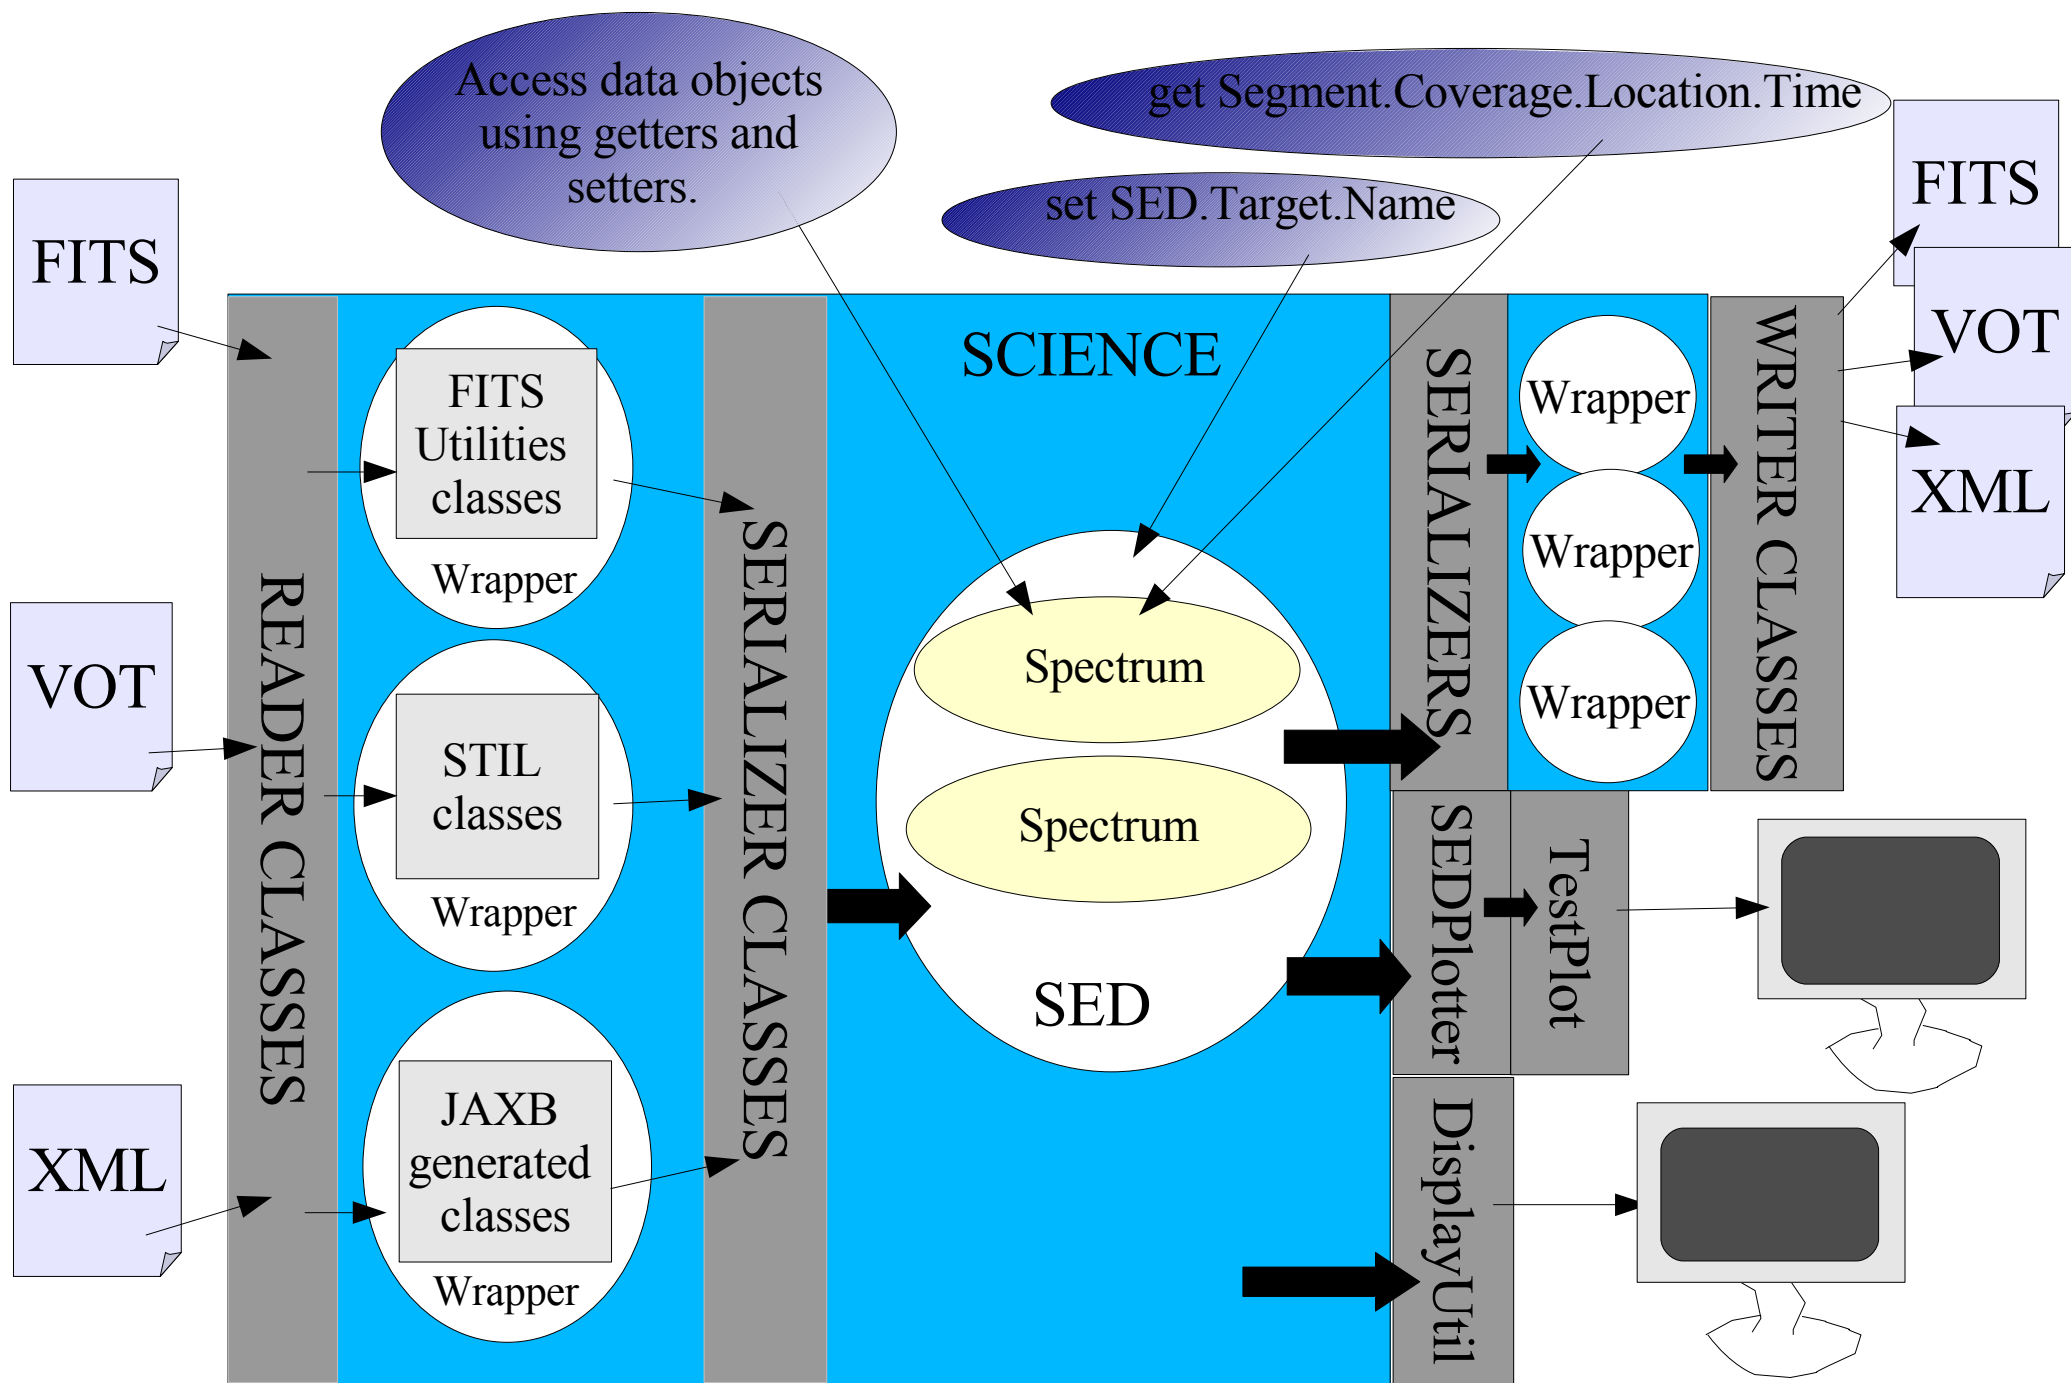 Access data objects
using getters and
setters.
get Segment.Coverage.Location.Time
set SED.Target.Name
FITS
VOT
XML
READER CLASSES
FITS
Utilities
classes
Wrapper
STIL
classes
Wrapper
JAXB
generated
classes
Wrapper
SERIALIZER CLASSES
SCIENCE
Spectrum
Spectrum
SED
SERIALIZERS
Wrapper
Wrapper
Wrapper
WRITER CLASSES
FITS
VOT
XML
SEDPlotter
TestPlot
DisplayUtil